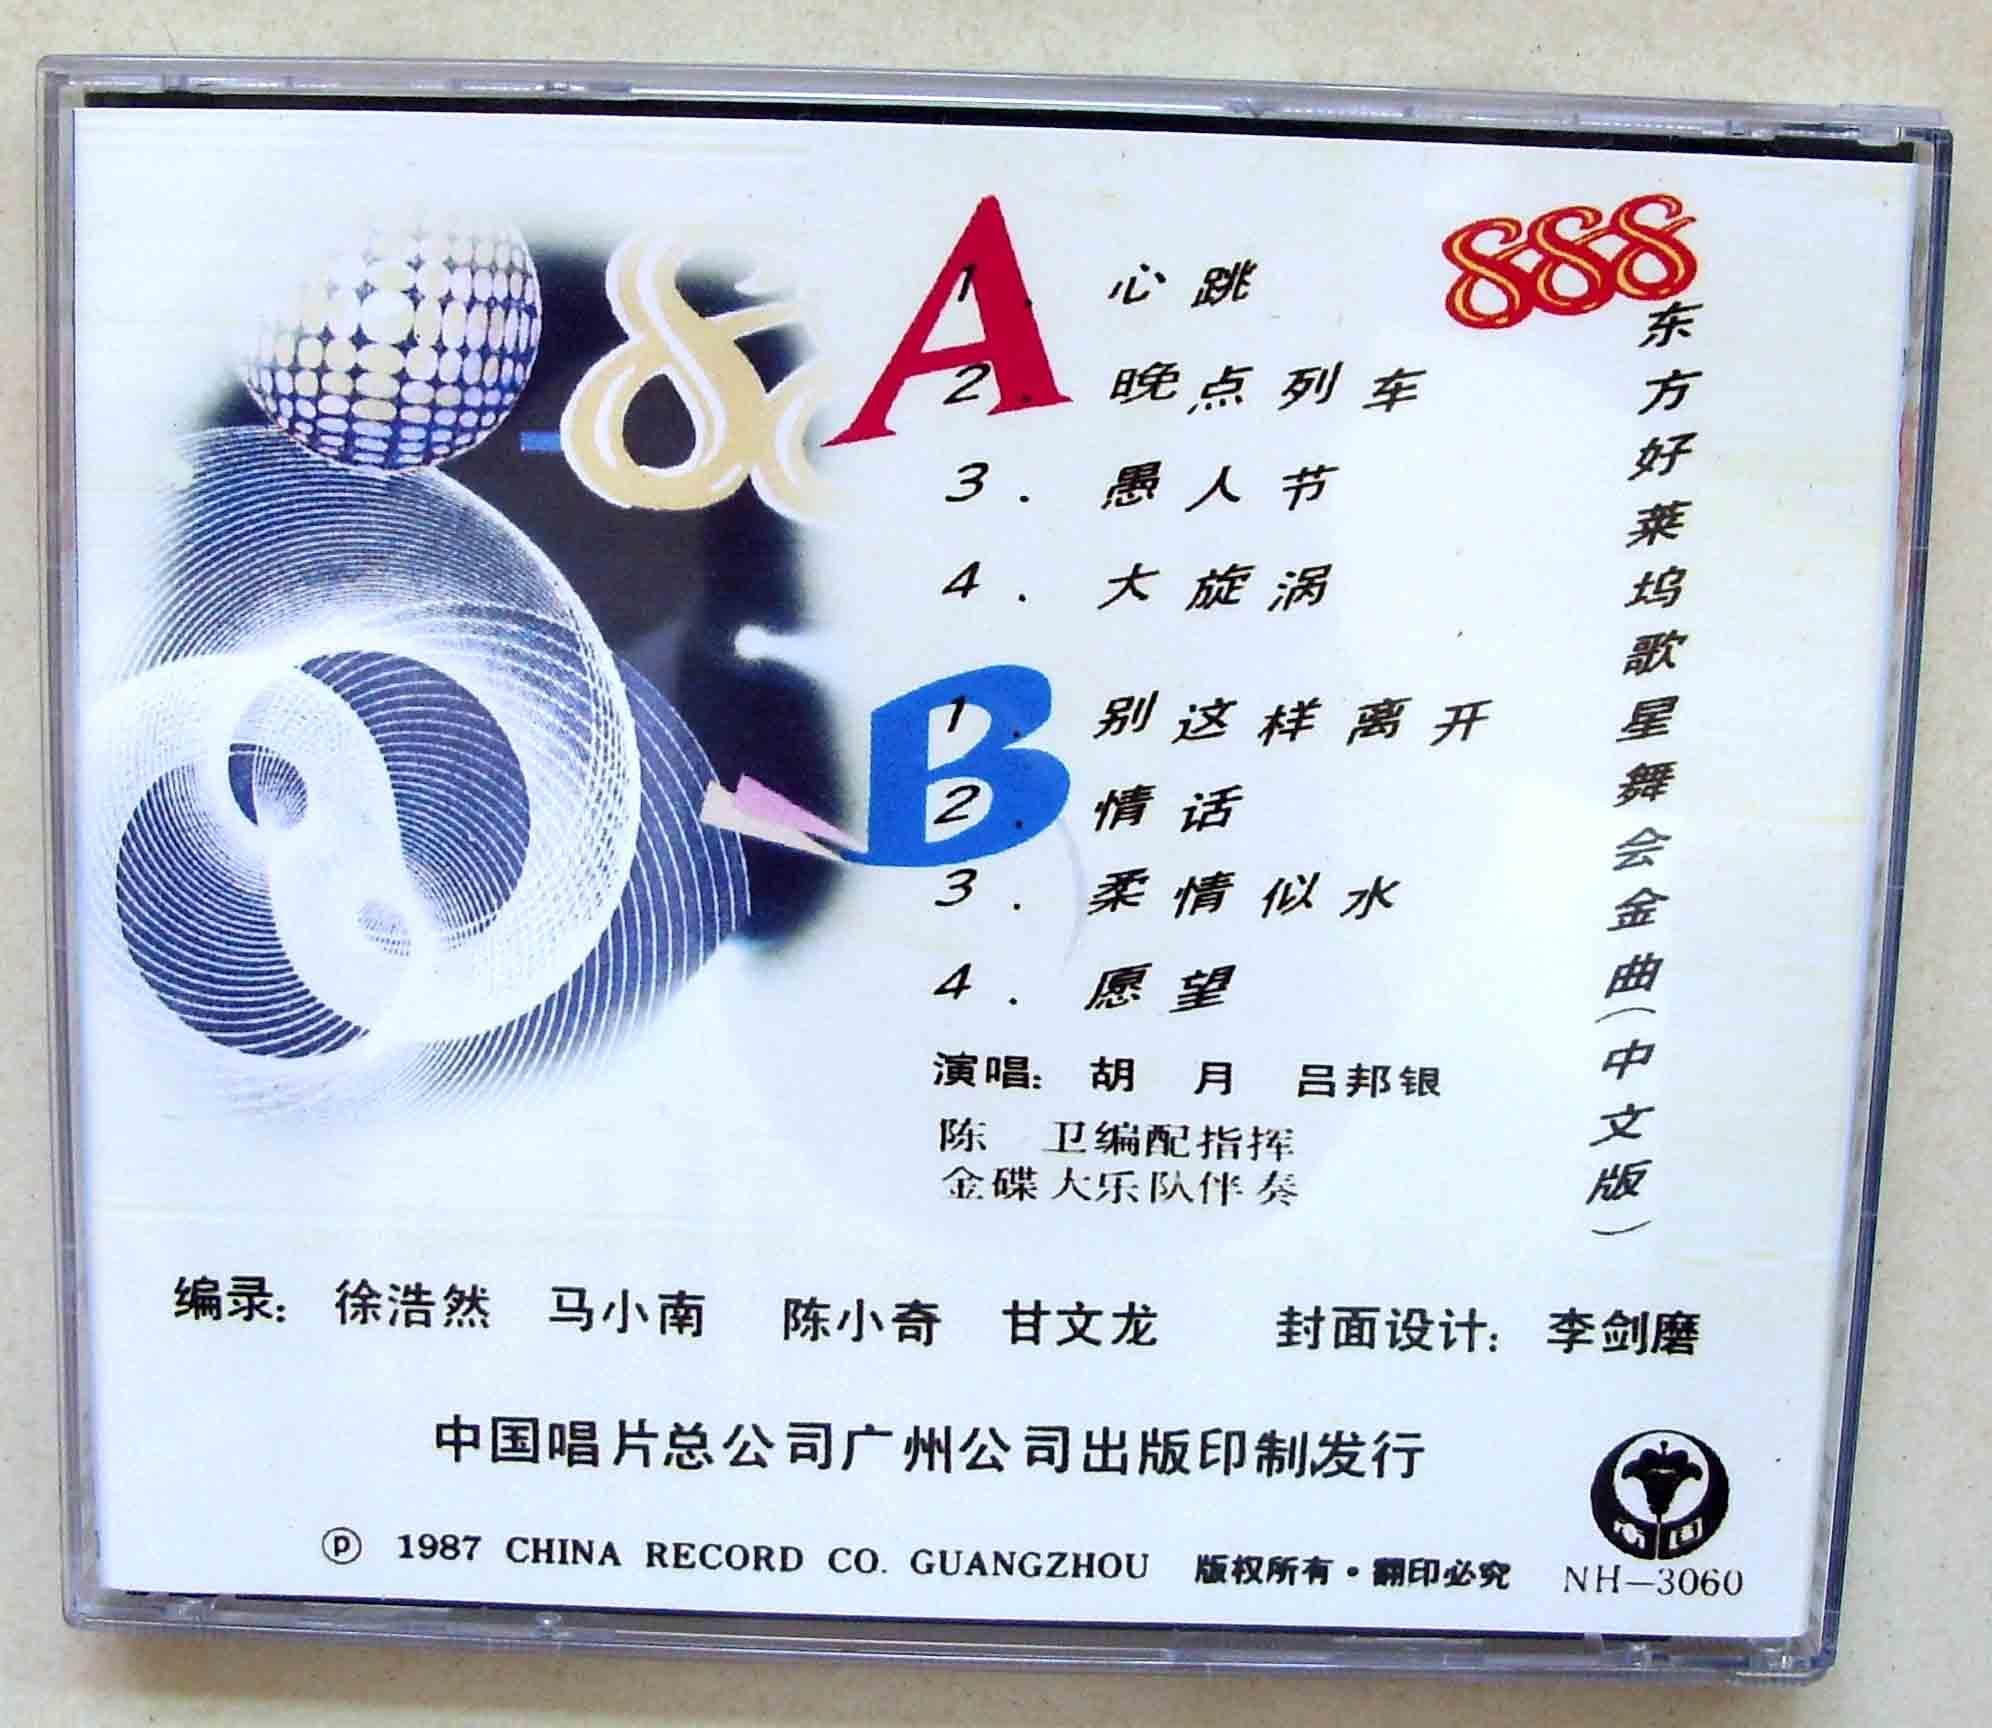 888
东方好莱坞歌星舞会金曲(中文版)
A
1. 心跳
2. 晚点列车
3. 愚人节
4. 大旋涡
B
1. 别这样离开
2. 情话
3. 柔情似水
4. 愿望
演唱: 胡 月 吕邦银
陈 卫编配指挥
金碟大乐队伴奏
编录: 徐浩然 马小南 陈小奇 甘文龙 封面设计: 李剑磨
中国唱片总公司广州公司出版印制发行
Ⓟ 1987 CHINA RECORD CO. GUANGZHOU 版权所有·翻印必究
NH-3060